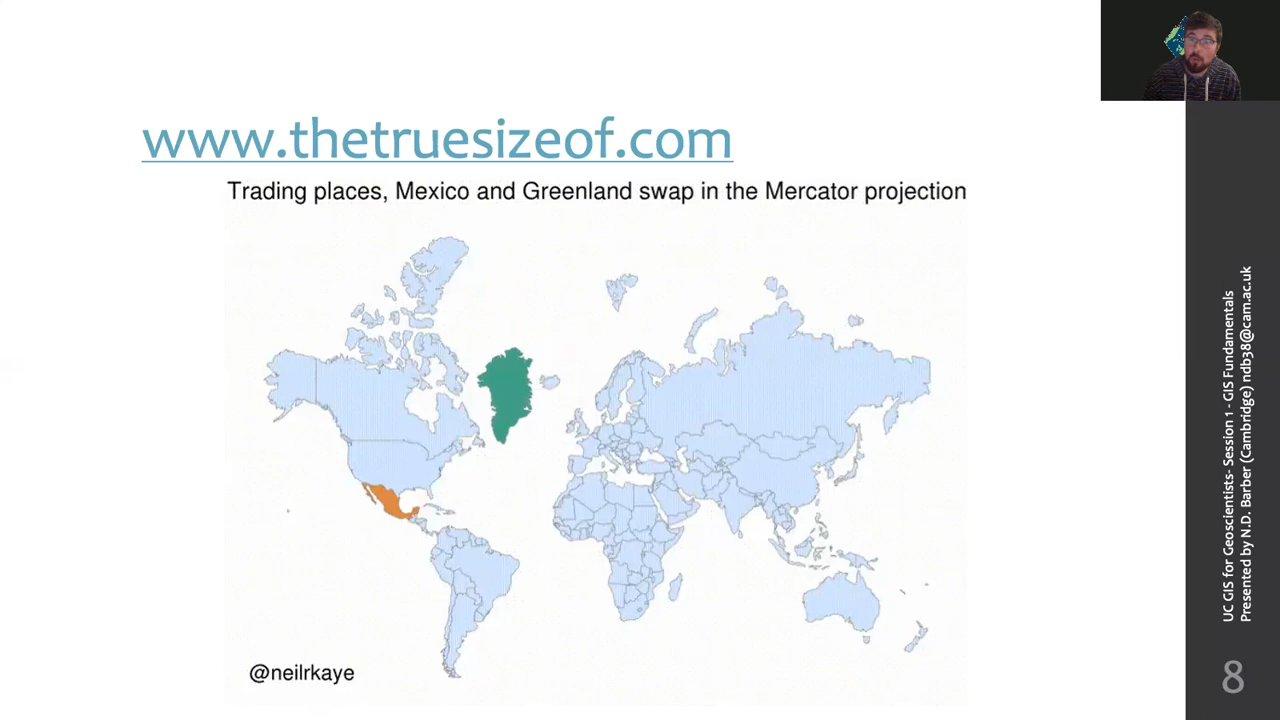 www.thetruesizeof.com
Trading places, Mexico and Greenland swap in the Mercator projection
@neilrkaye
UC GIS for Geoscientists- Session 1 - GIS Fundamentals
Presented by N.D. Barber (Cambridge) ndb38@cam.ac.uk
8